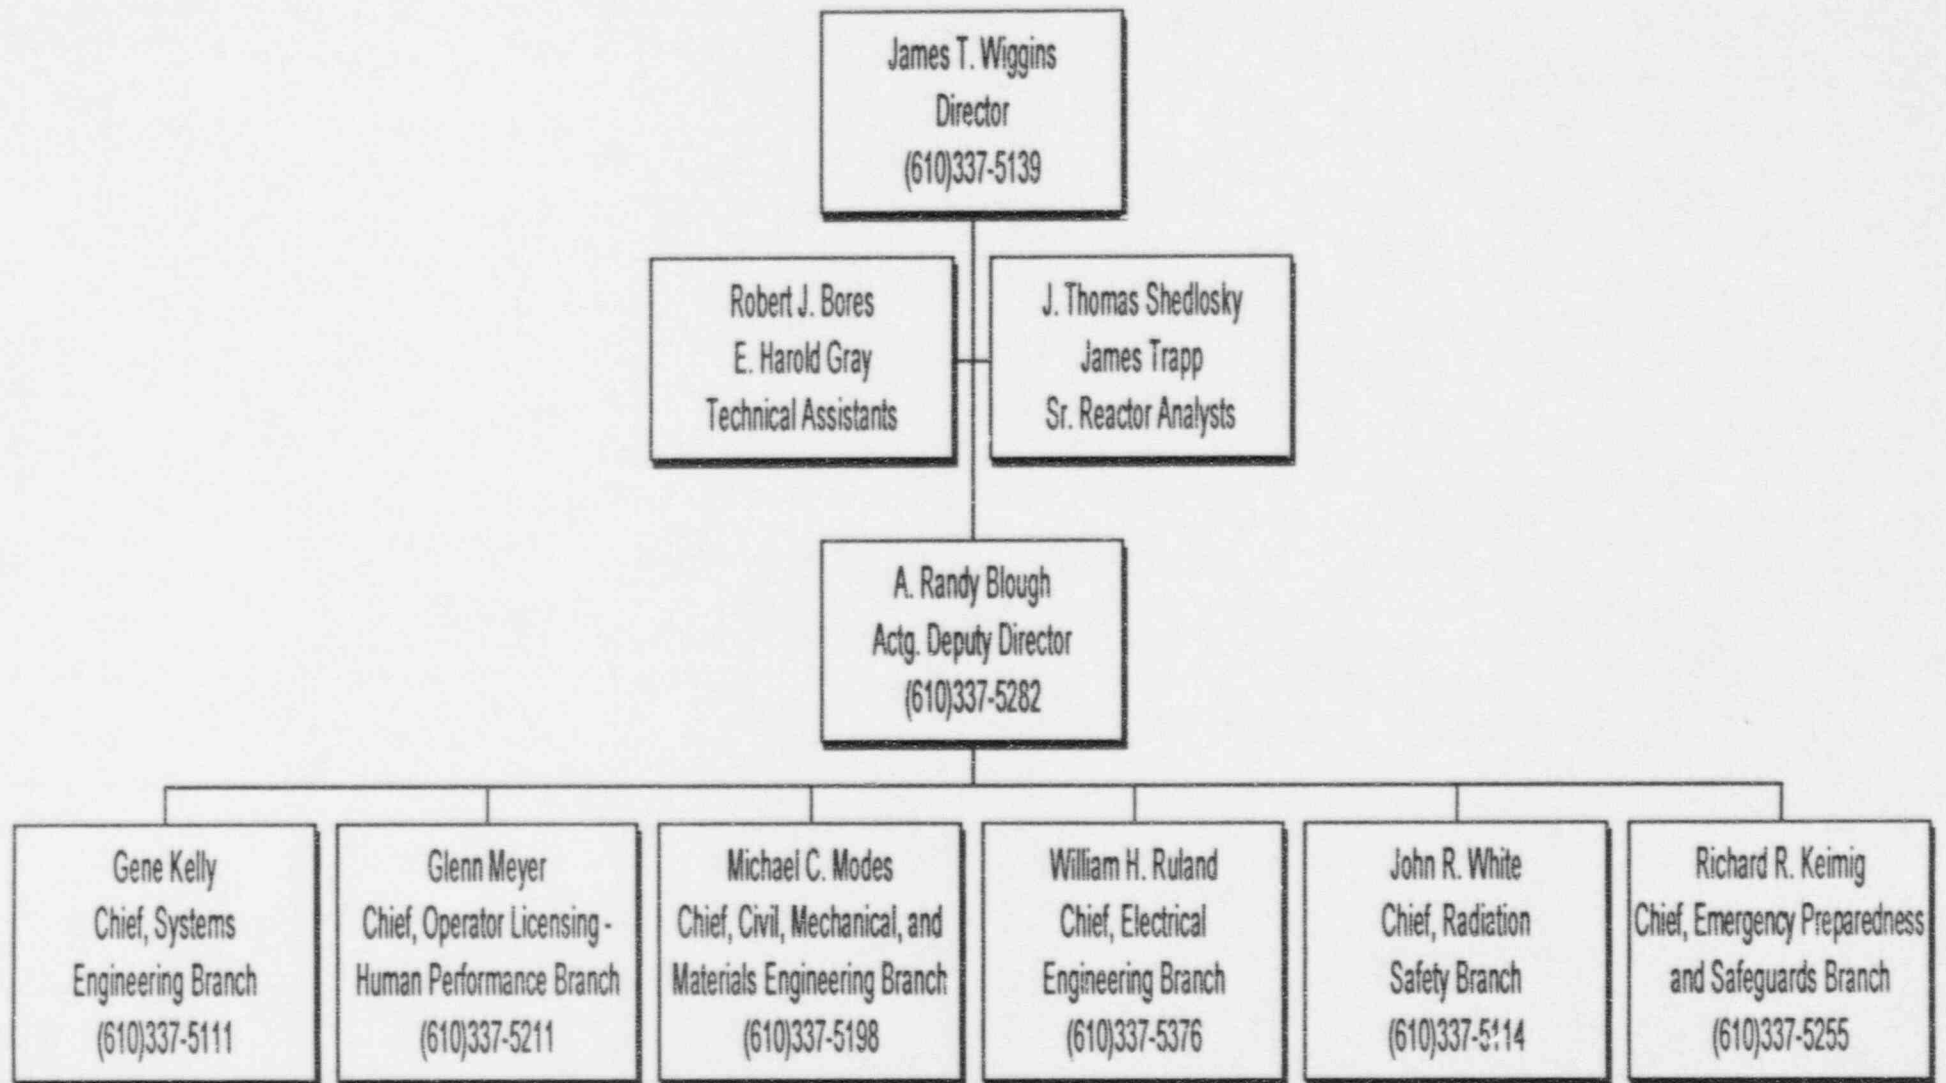 James T. Wiggins
Director
(610)337-5139
Robert J. Bores
E. Harold Gray
Technical Assistants
J. Thomas Shedlosky
James Trapp
Sr. Reactor Analysts
A. Randy Blough
Actg. Deputy Director
(610)337-5282
Gene Kelly
Chief, Systems
Engineering Branch
(610)337-5111
Glenn Meyer
Chief, Operator Licensing -
Human Performance Branch
(610)337-5211
Michael C. Modes
Chief, Civil, Mechanical, and
Materials Engineering Branch
(610)337-5198
William H. Ruland
Chief, Electrical
Engineering Branch
(610)337-5376
John R. White
Chief, Radiation
Safety Branch
(610)337-5114
Richard R. Keimig
Chief, Emergency Preparedness
and Safeguards Branch
(610)337-5255